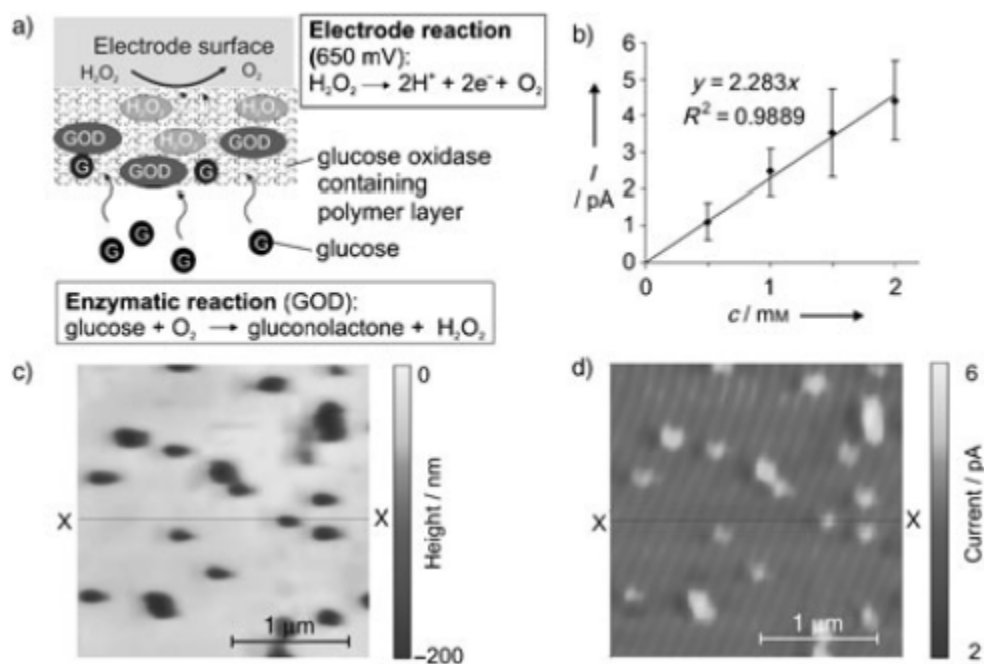 a)
Electrode surface
H₂O₂
O₂
Electrode reaction
(650 mV):
H₂O₂ → 2H⁺ + 2e⁻ + O₂
H₂O₂
H₂O₂
GOD
H₂O₂
GOD
G
GOD
G
glucose oxidase
containing
polymer layer
G
G
G
G
glucose
Enzymatic reaction (GOD):
glucose + O₂ → gluconolactone + H₂O₂
b)
6
5
4
3
2
1
0
I
/ pA
y = 2.283x
R² = 0.9889
0
1
2
c / mM
c)
0
X
X
Height / nm
1 μm
−200
d)
6
X
X
Current / pA
1 μm
2